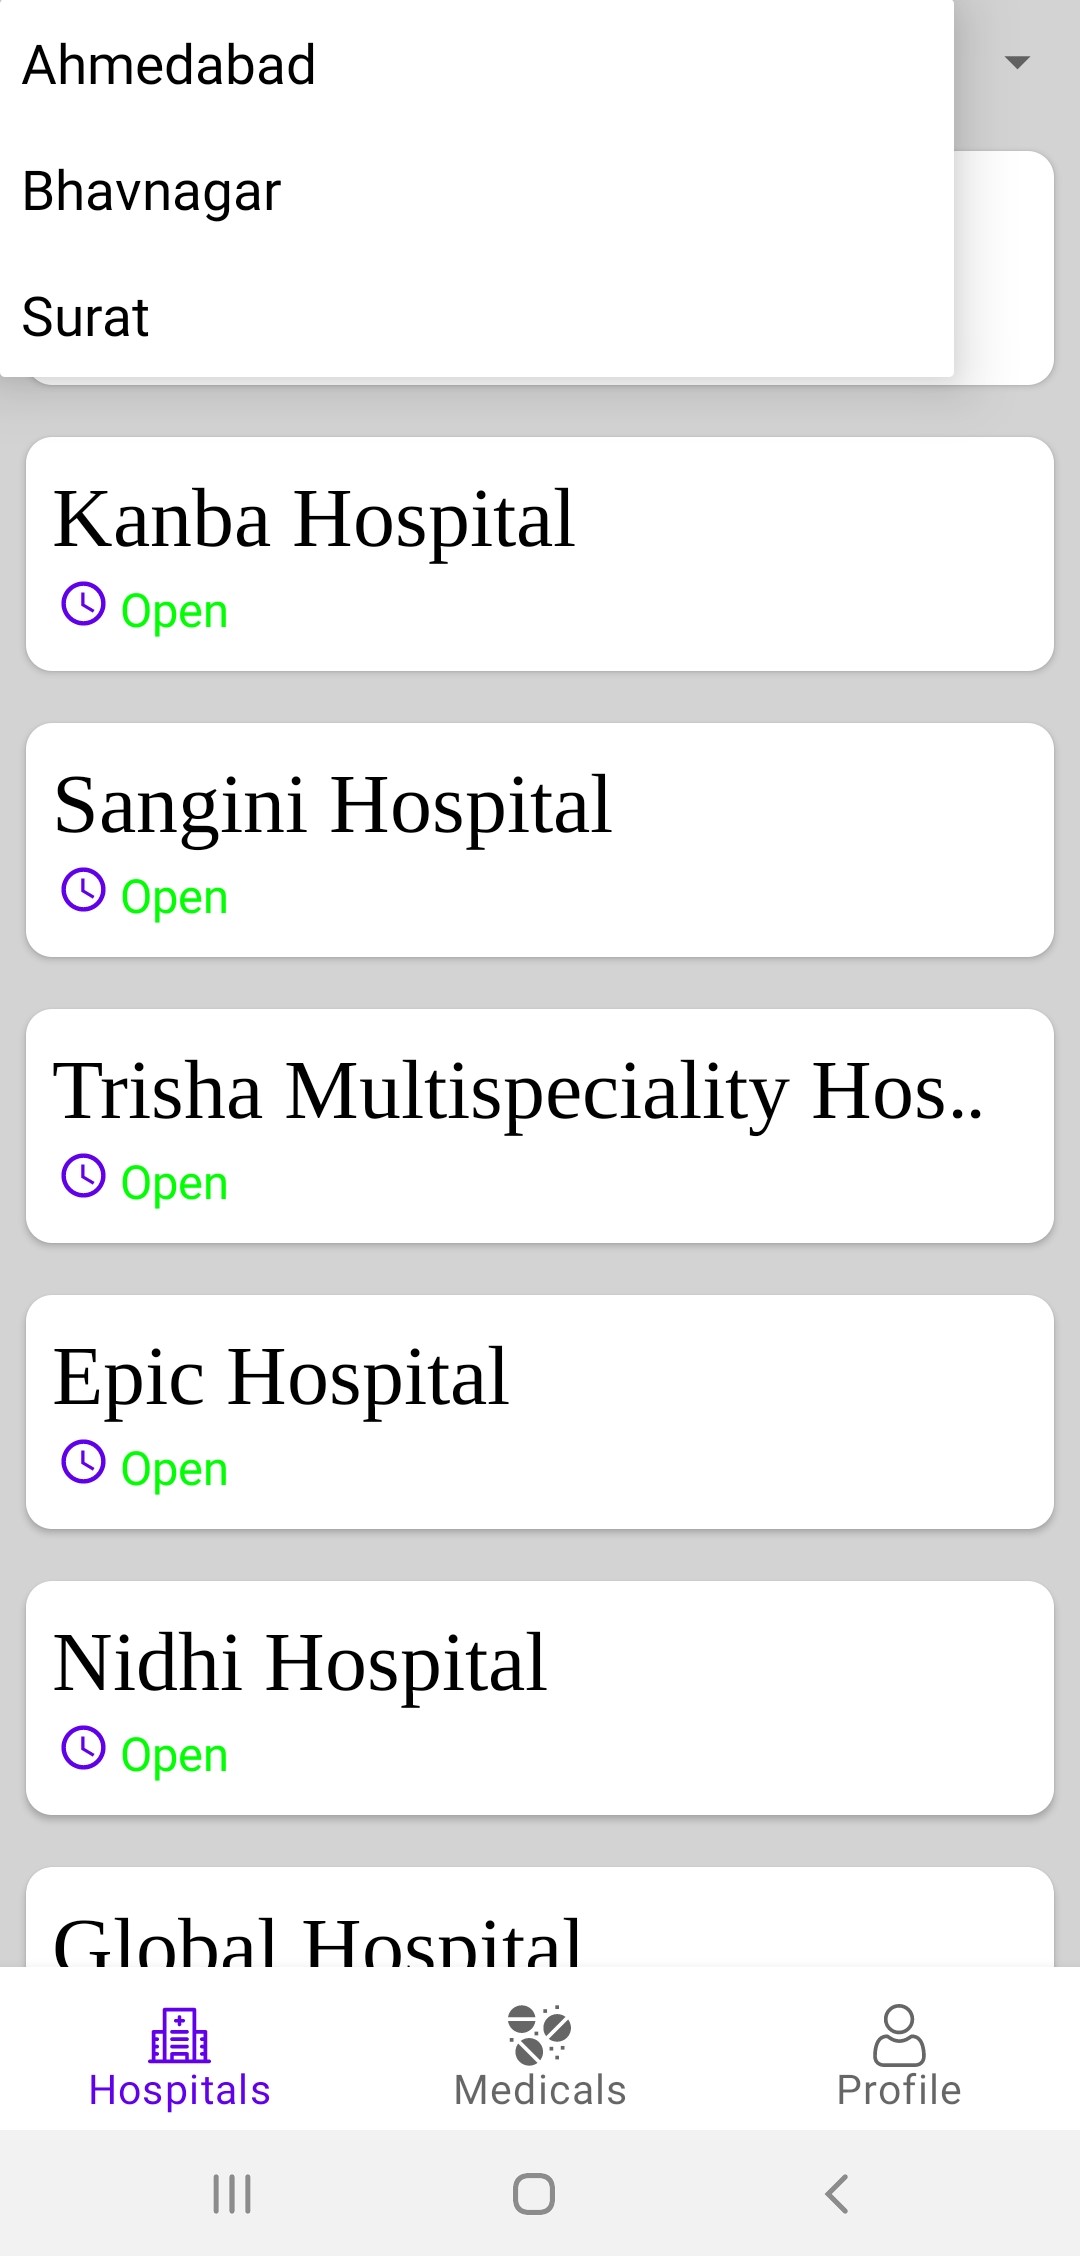 Ahmedabad
Bhavnagar
Surat
Kanba Hospital
Open
Sangini Hospital
Open
Trisha Multispeciality Hos..
Open
Epic Hospital
Open
Nidhi Hospital
Open
Global Hospital
Hospitals
Medicals
Profile